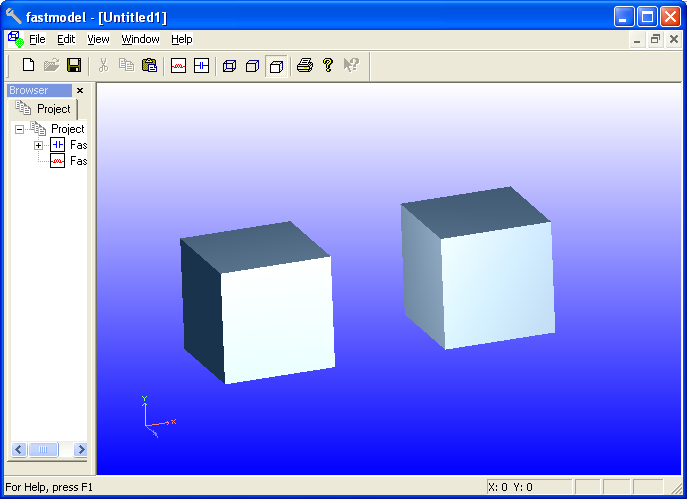 fastmodel - [Untitled1]
File Edit View Window Help
Browser
Project
Project
Fas
Fas
Y
X
For Help, press F1
X: 0 Y: 0